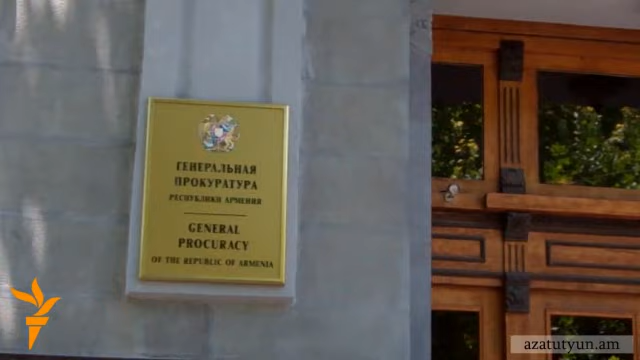 ГЕНЕРАЛЬНАЯ
ПРОКУРАТУРА
РЕСПУБЛИКИ АРМЕНИЯ
GENERAL
PROCURACY
OF THE REPUBLIC OF ARMENIA
azatutyun.am